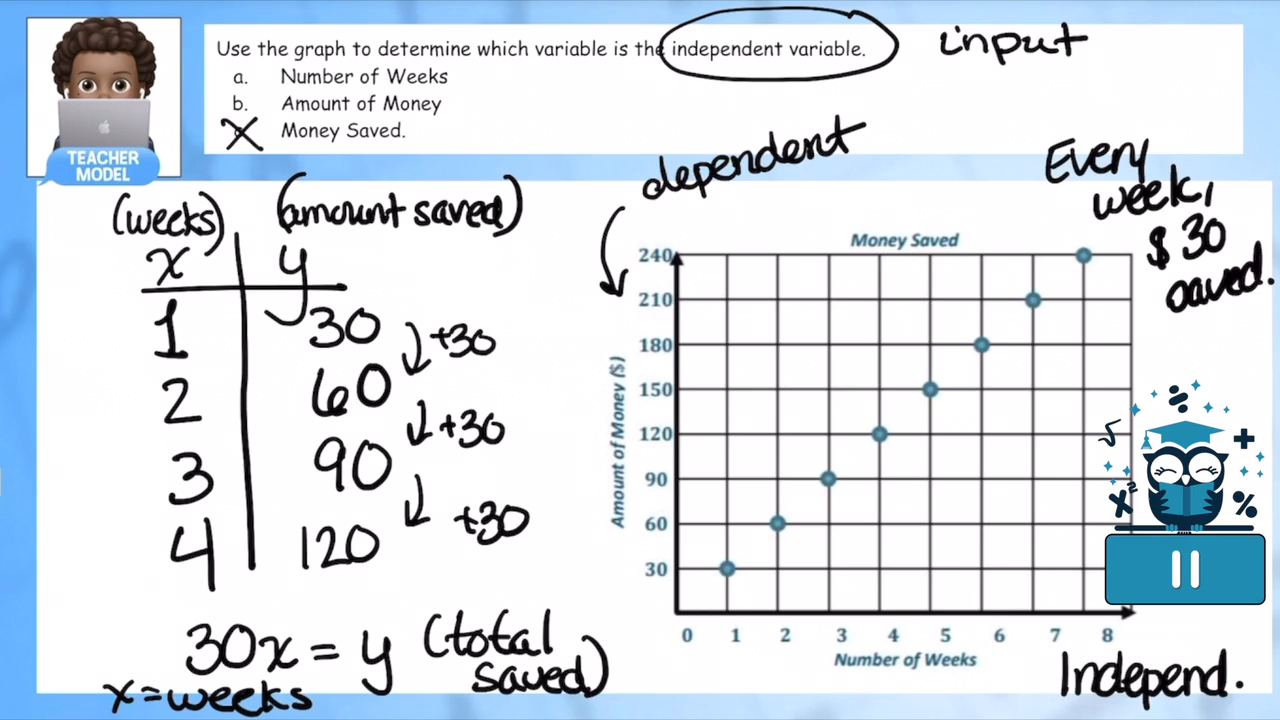 Use the graph to determine which variable is the independent variable.
input
a. Number of Weeks
b. Amount of Money
Money Saved.
TEACHER
MODEL
dependent
Every
week,
$30
saved.
(weeks) (amount saved)
x y
1 30
+30
2 60
+30
3 90
+30
4 120
30x = y (total
saved)
x = weeks
Money Saved
240
210
180
150
120
90
60
30
Amount of Money ($)
0 1 2 3 4 5 6 7 8
Number of Weeks
Independ.
√
÷
+
x²
%